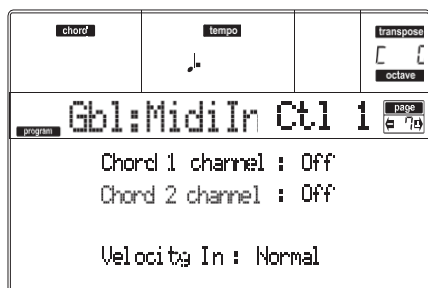 chord
tempo
transpose
octave
program
Gbl:MidiIn Ctl 1
page
7
Chord 1 channel : Off
Chord 2 channel : Off
Velocity In : Normal